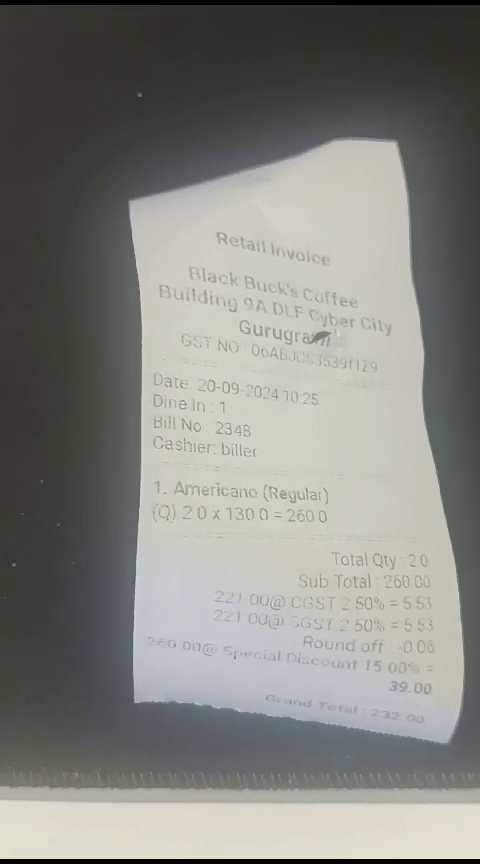 Retail Invoice
Black Buck's Coffee
Building 9A DLF Cyber City
Gurugram
GST NO :
Date: 20-09-2024 10:25
Dine In : 1
Bill No : 2348
Cashier: biller
1. Americano (Regular)
(Q) 2.0 x 130.0 = 260.0
Total Qty : 2.0
Sub Total : 260.00
221.00@ CGST 2.50% = 5.53
221.00@ SGST 2.50% = 5.53
Round off -0.06
260.00@ Special Discount 15.00% =
39.00
Grand Total : 232.00